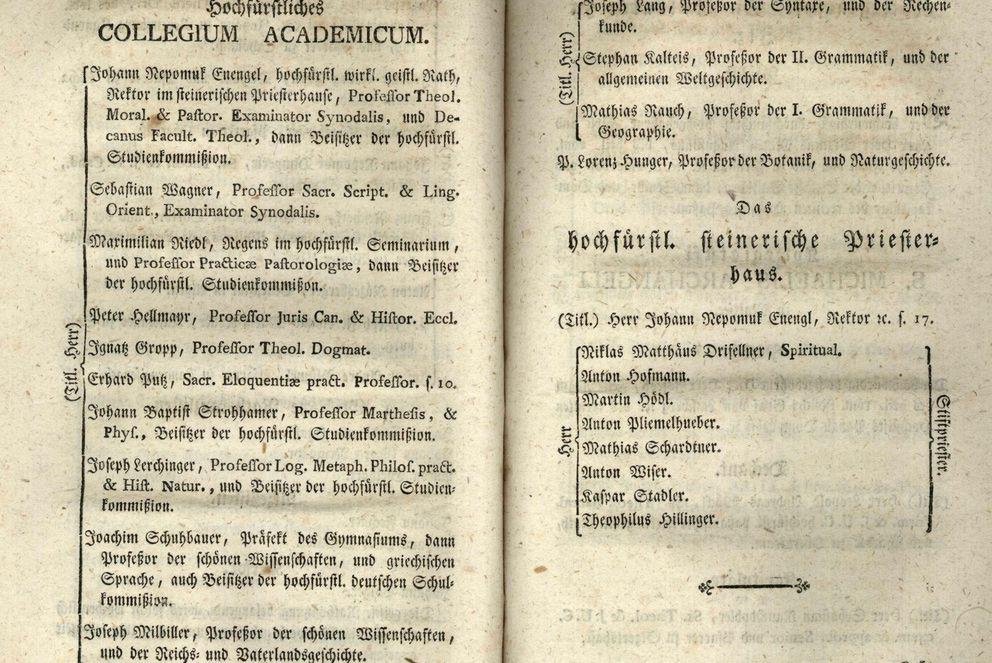 Hochfürstliches
COLLEGIUM ACADEMICUM.
Johann Nepomuk Enengel, hochfürstl. wirkl. geistl. Rath,
Rektor im steinerischen Priesterhause, Professor Theol.
Moral. & Pastor. Examinator Synodalis, und De-
canus Facult. Theol., dann Beisitzer der hochfürstl.
Studienkommißion.
Sebastian Wagner, Professor Sacr. Script. & Ling.
Orient., Examinator Synodalis.
Maximilian Riedl, Regens im hochfürstl. Seminarium,
und Professor Practicæ Pastorologiæ, dann Beisitzer
der hochfürstl. Studienkommißon.
Peter Hellmayr, Professor Juris Can. & Histor. Eccl.
(Titl. Herr)
Ignatz Gropp, Professor Theol. Dogmat.
Erhard Putz, Sacr. Eloquentiæ pract. Professor. s. 10.
Johann Baptist Strohhamer, Professor Marthesis, &
Phys., Beisitzer der hochfürstl. Studienkommißion.
Joseph Lerchinger, Professor Log. Metaph. Philos. pract.
& Hist. Natur., und Beisitzer der hochfürstl. Studien-
kommißion.
Joachim Schuhbauer, Präfekt des Gymnasiums, dann
Profeßor der schönen Wissenschaften, und griechischen
Sprache, auch Beisitzer der hochfürstl. deutschen Schul-
kommißion.
Joseph Milbiller, Profeßor der schönen Wissenschaften,
und der Reichs- und Vaterlandsgeschichte.
Joseph Lang, Profeßor der Syntaxe, und der Rechen-
kunde.
(Titl. Herr)
Stephan Kalteis, Profeßor der II. Grammatik, und der
allgemeinen Weltgeschichte.
Mathias Rauch, Profeßor der I. Grammatik, und der
Geographie.
P. Lorenz Hunger, Profeßor der Botanik, und Naturgeschichte.
Das
hochfürstl. steinerische Priester-
haus.
(Titl.) Herr Johann Nepomuk Enengl, Rektor ꝛc. s. 17.
Niklas Matthäus Drisellner, Spiritual.
Anton Hofmann.
Martin Hödl.
Anton Pliemelhueber.
Herr
Mathias Schardtner.
Stiftpriester.
Anton Wiser.
Kaspar Stadler.
Theophilus Hillinger.